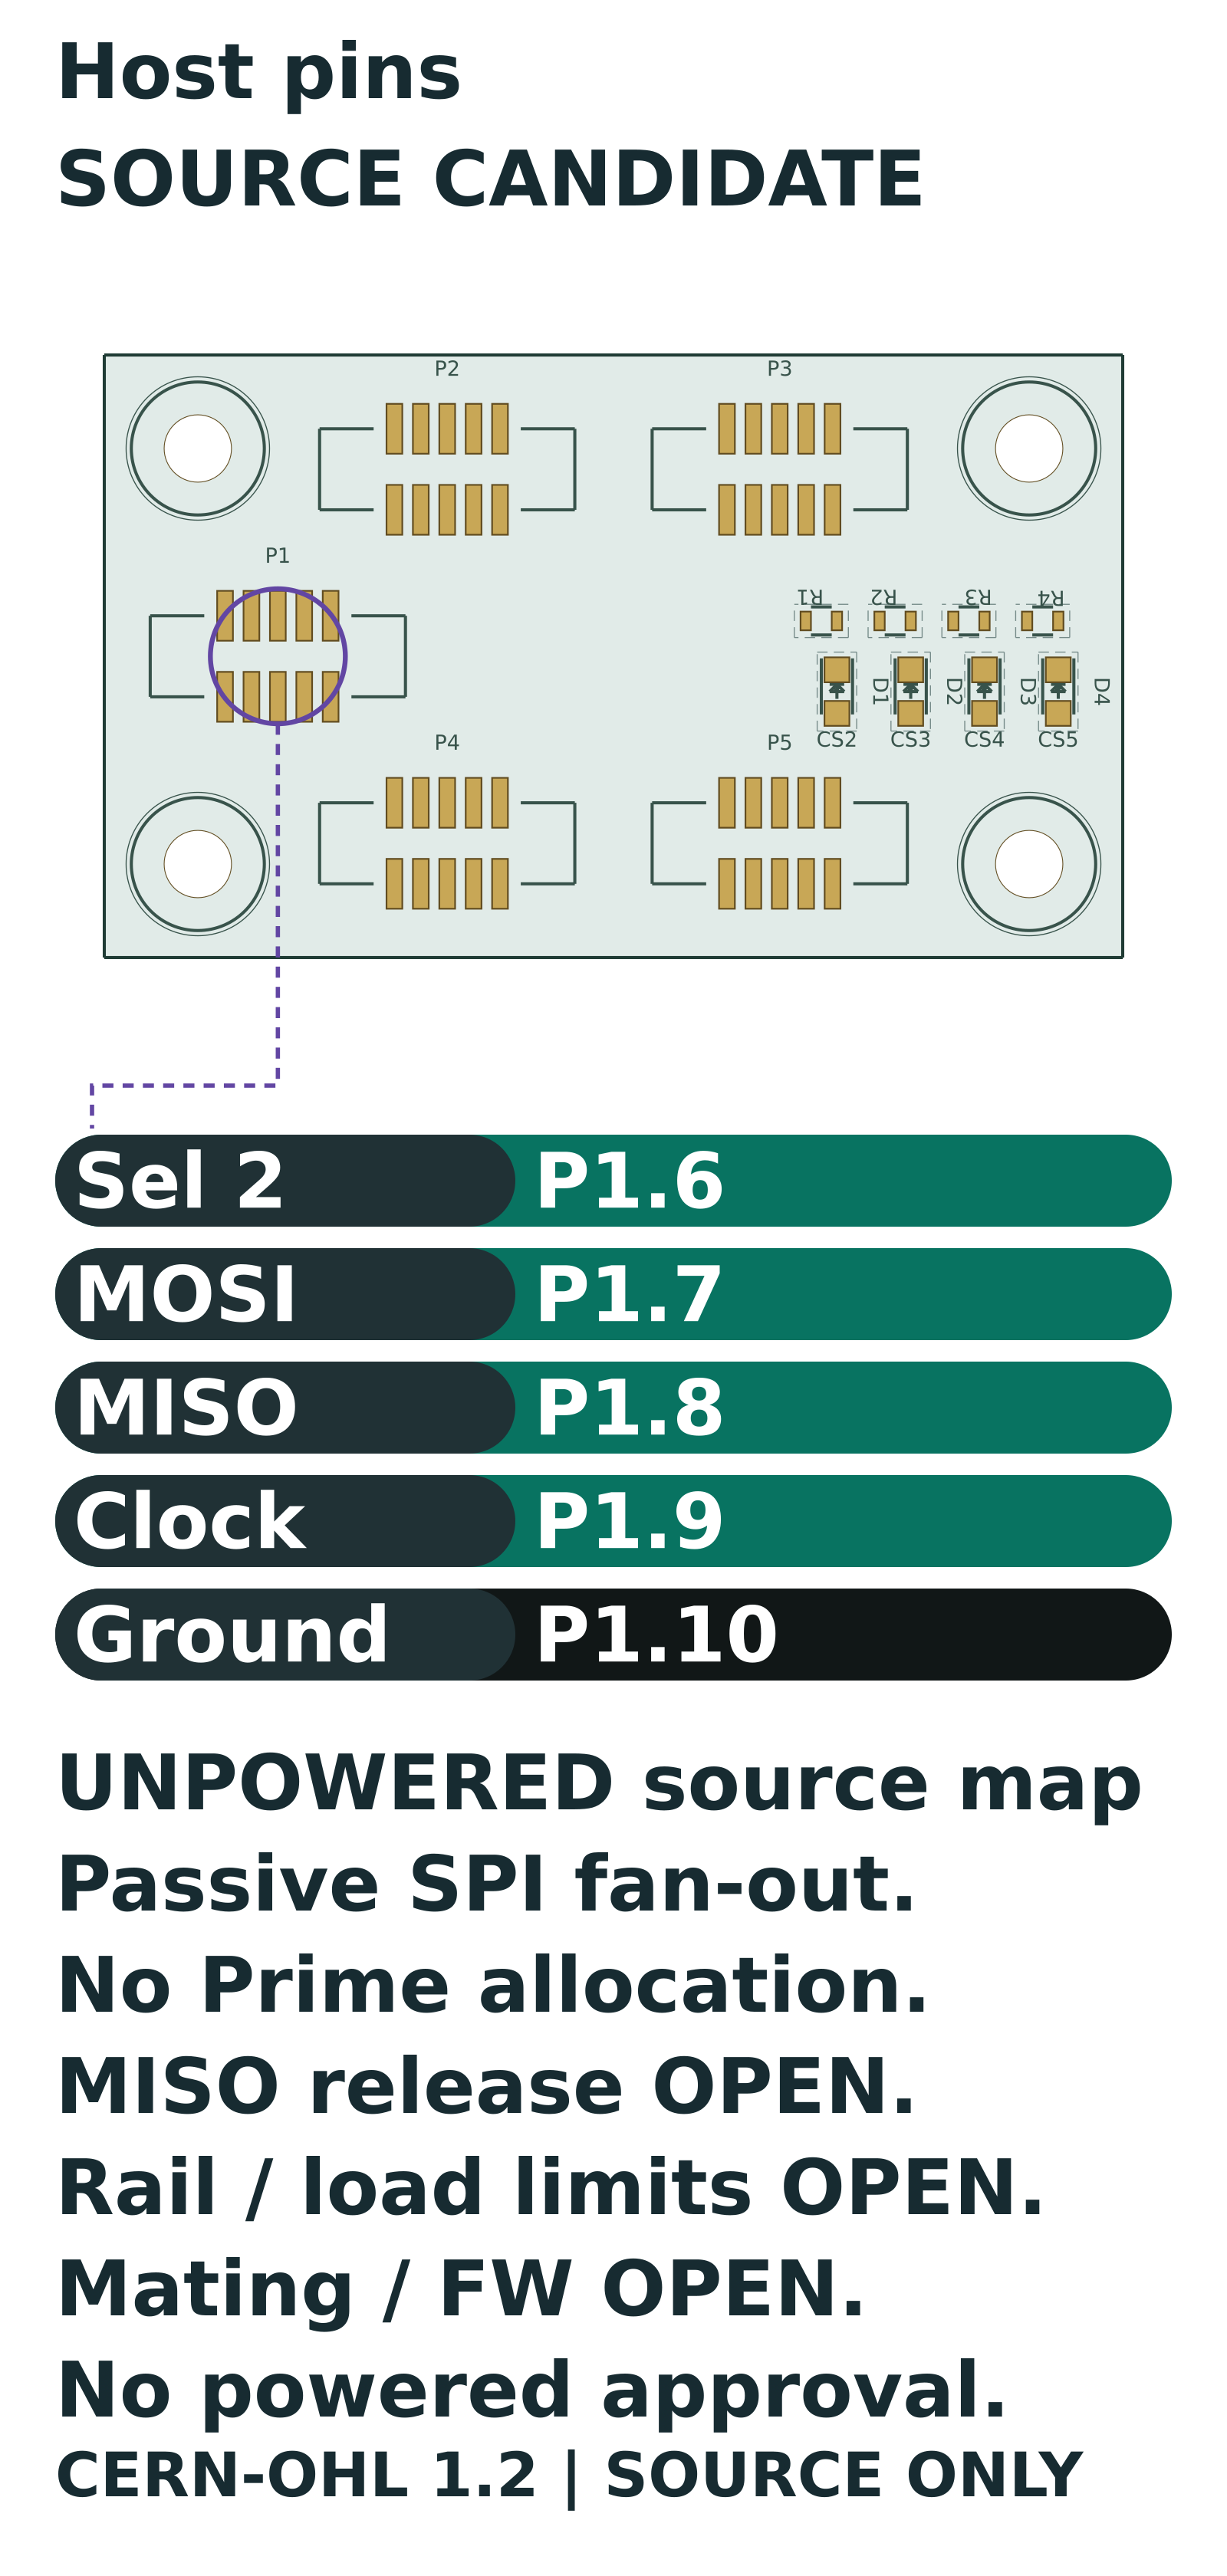 Host pins
SOURCE CANDIDATE
P2 P3
P1
R1 R2 R3 R4
D1 D2 D3 D4
CS2 CS3 CS4 CS5
P4 P5
Sel 2 P1.6
MOSI P1.7
MISO P1.8
Clock P1.9
Ground P1.10
UNPOWERED source map
Passive SPI fan-out.
No Prime allocation.
MISO release OPEN.
Rail / load limits OPEN.
Mating / FW OPEN.
No powered approval.
CERN-OHL 1.2 | SOURCE ONLY